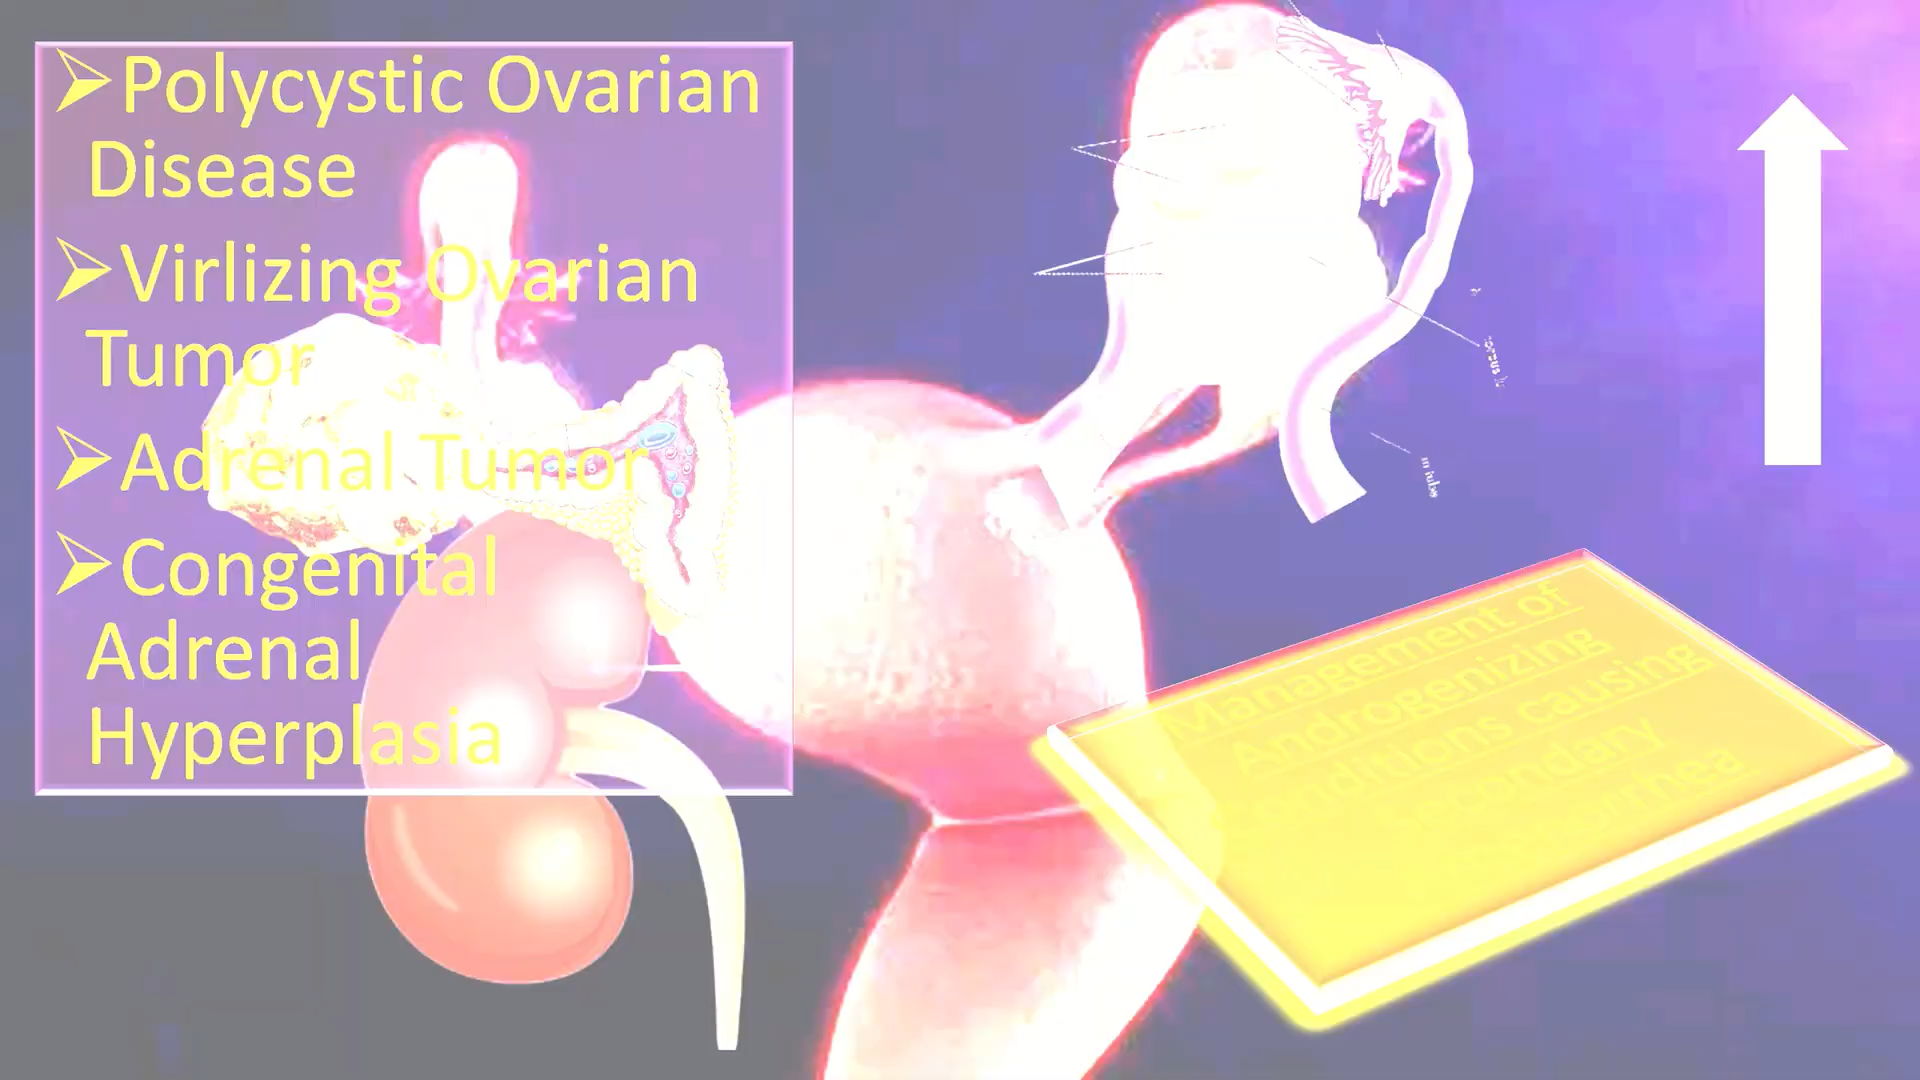 ➢Polycystic Ovarian
Disease
➢Virlizing Ovarian
Tumor
➢Adrenal Tumor
➢Congenital
Adrenal
Hyperplasia
Management of
Androgenizing
conditions causing
secondary